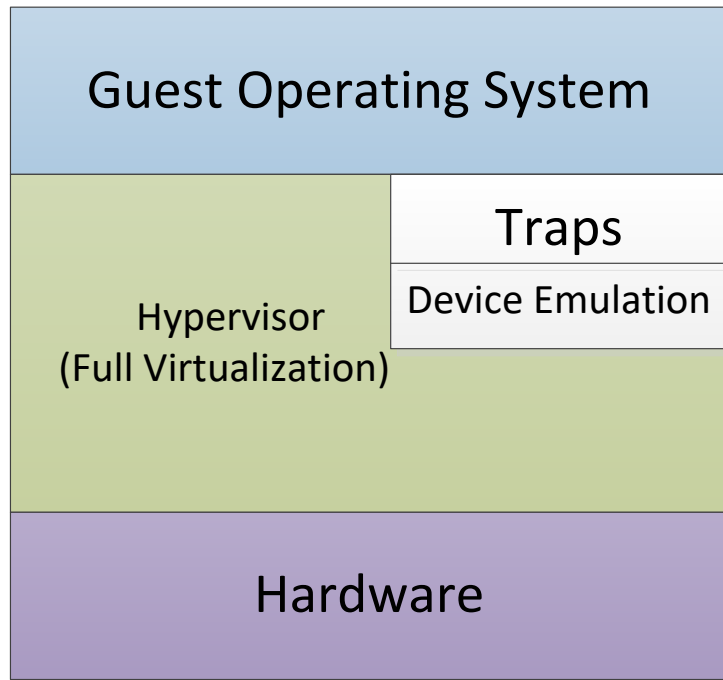 Guest Operating System
Traps
Device Emulation
Hypervisor
(Full Virtualization)
Hardware